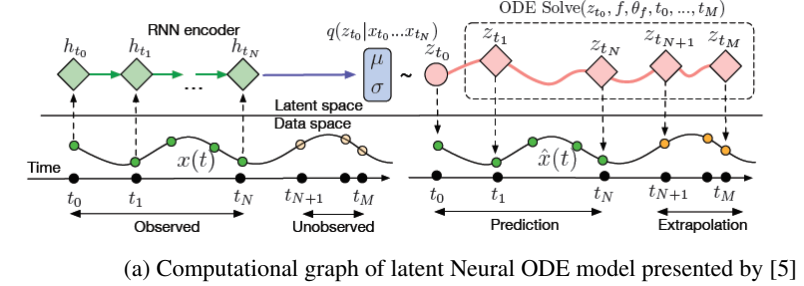 ODE Solve(z_{t_0}, f, θ_f, t_0, ..., t_M)
RNN encoder
q(z_{t_0}|x_{t_0}...x_{t_N})
h_{t_0} h_{t_1} h_{t_N} z_{t_0} z_{t_1} z_{t_N} z_{t_{N+1}} z_{t_M}
μ
σ
~
...
Latent space
Data space
x(t) x̂(t)
Time
t_0 t_1 t_N t_{N+1} t_M t_0 t_1 t_N t_{N+1} t_M
Observed Unobserved Prediction Extrapolation
(a) Computational graph of latent Neural ODE model presented by [5]